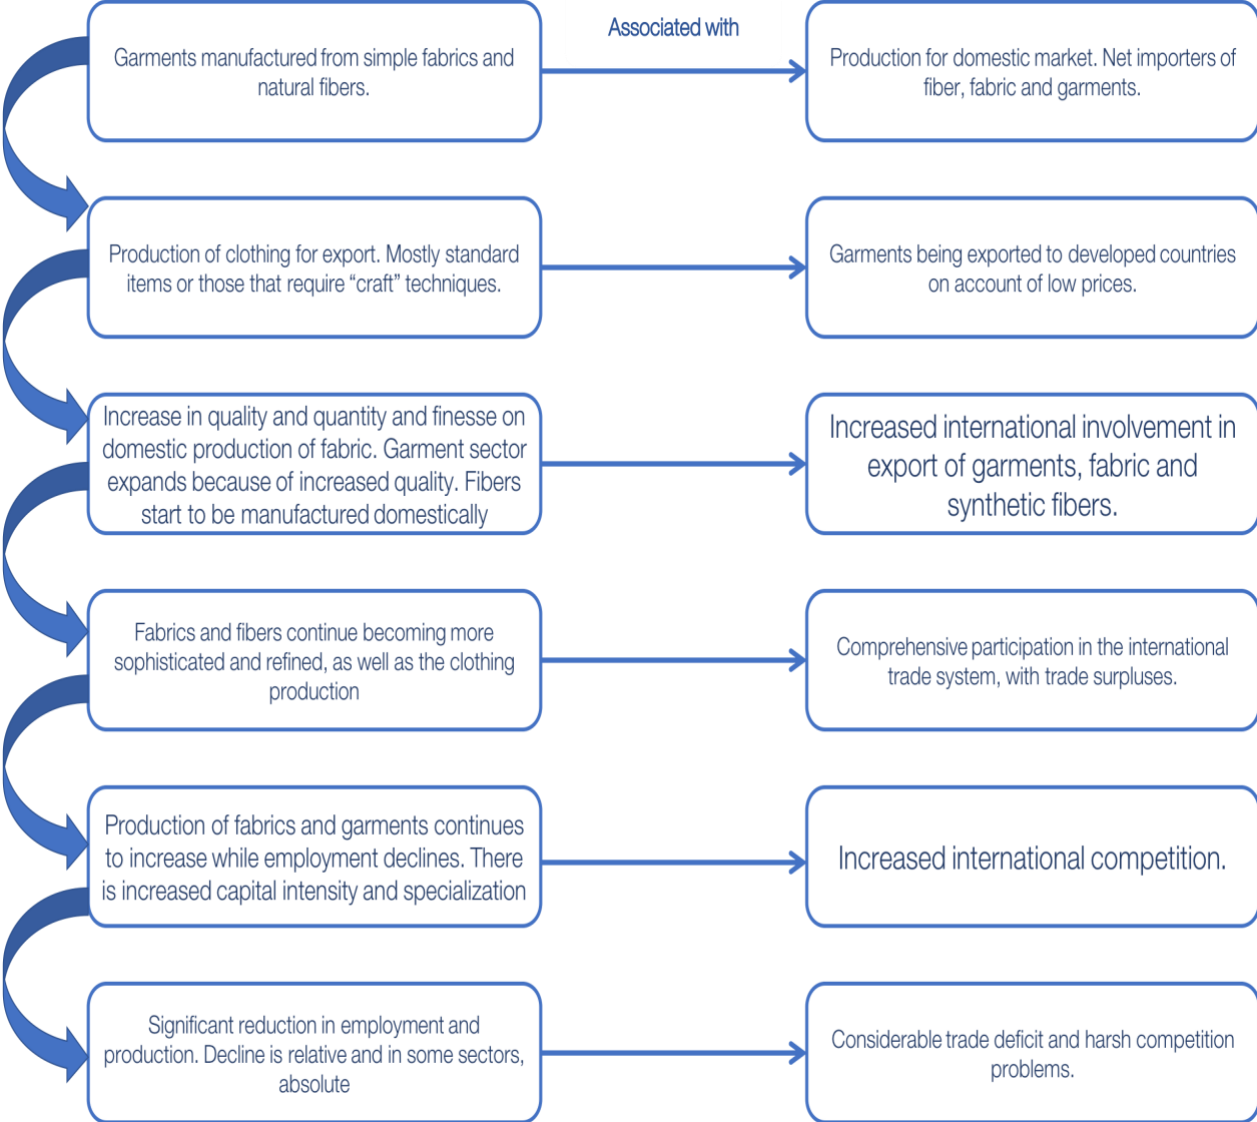 Associated with
Garments manufactured from simple fabrics and
natural fibers.
Production for domestic market. Net importers of
fiber, fabric and garments.
Production of clothing for export. Mostly standard
items or those that require “craft” techniques.
Garments being exported to developed countries
on account of low prices.
Increase in quality and quantity and finesse on
domestic production of fabric. Garment sector
expands because of increased quality. Fibers
start to be manufactured domestically
Increased international involvement in
export of garments, fabric and
synthetic fibers.
Fabrics and fibers continue becoming more
sophisticated and refined, as well as the clothing
production
Comprehensive participation in the international
trade system, with trade surpluses.
Production of fabrics and garments continues
to increase while employment declines. There
is increased capital intensity and specialization
Increased international competition.
Significant reduction in employment and
production. Decline is relative and in some sectors,
absolute
Considerable trade deficit and harsh competition
problems.